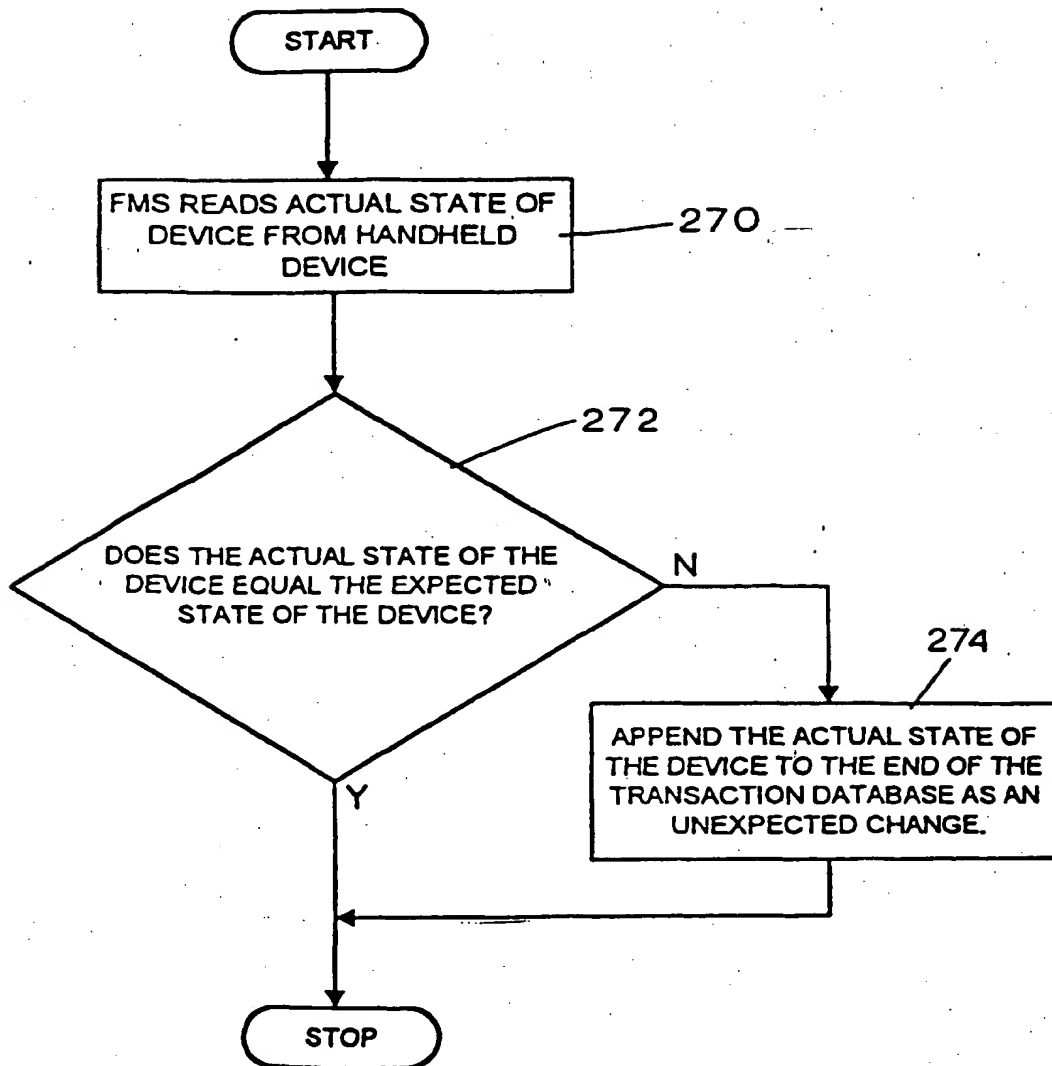 START
FMS READS ACTUAL STATE OF
DEVICE FROM HANDHELD
DEVICE
270
272
DOES THE ACTUAL STATE OF THE
DEVICE EQUAL THE EXPECTED
STATE OF THE DEVICE?
N
274
APPEND THE ACTUAL STATE OF
THE DEVICE TO THE END OF THE
TRANSACTION DATABASE AS AN
UNEXPECTED CHANGE.
Y
STOP